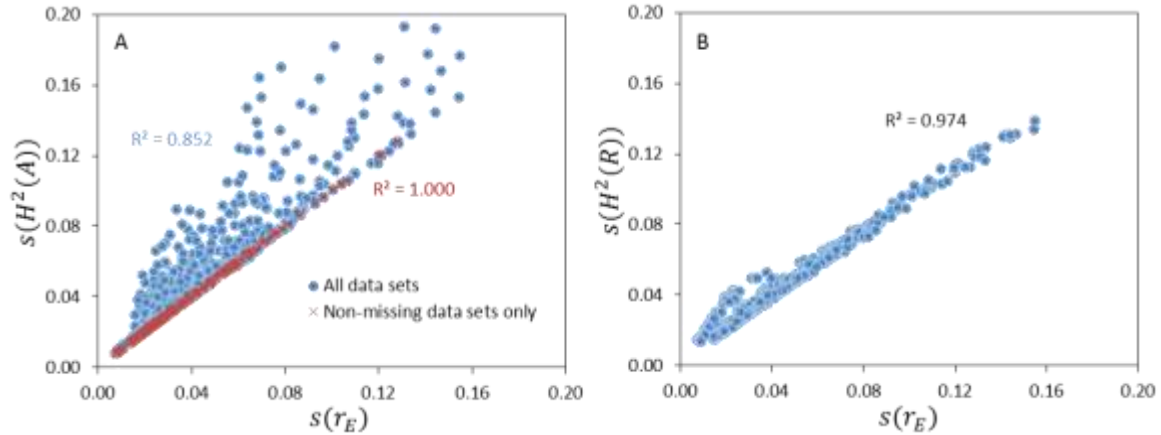 A
0.20
0.16
0.12
0.08
0.04
0.00
s(H²(A))
R² = 0.852
R² = 1.000
All data sets
× Non-missing data sets only
0.00 0.04 0.08 0.12 0.16 0.20
s(r_E)
B
0.20
0.16
0.12
0.08
0.04
0.00
s(H²(R))
R² = 0.974
0.00 0.04 0.08 0.12 0.16 0.20
s(r_E)